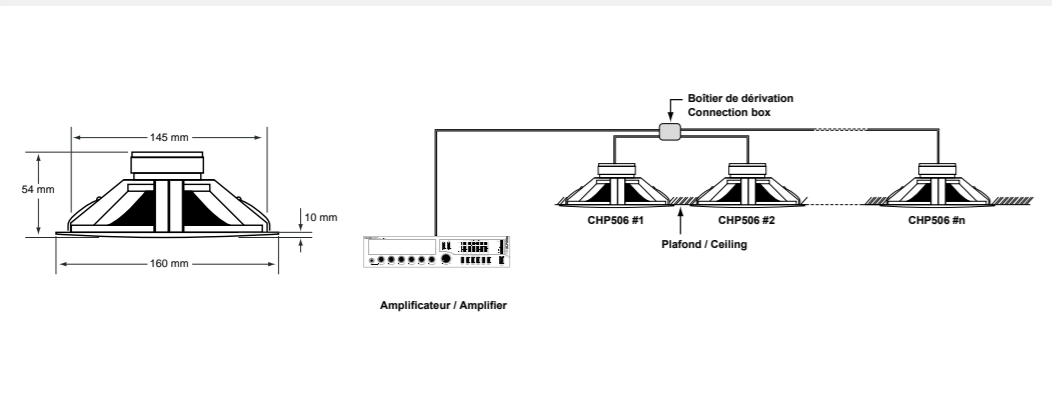 145 mm
54 mm
10 mm
160 mm
Boîtier de dérivation
Connection box
CHP506 #1
CHP506 #2
CHP506 #n
Plafond / Ceiling
Amplificateur / Amplifier